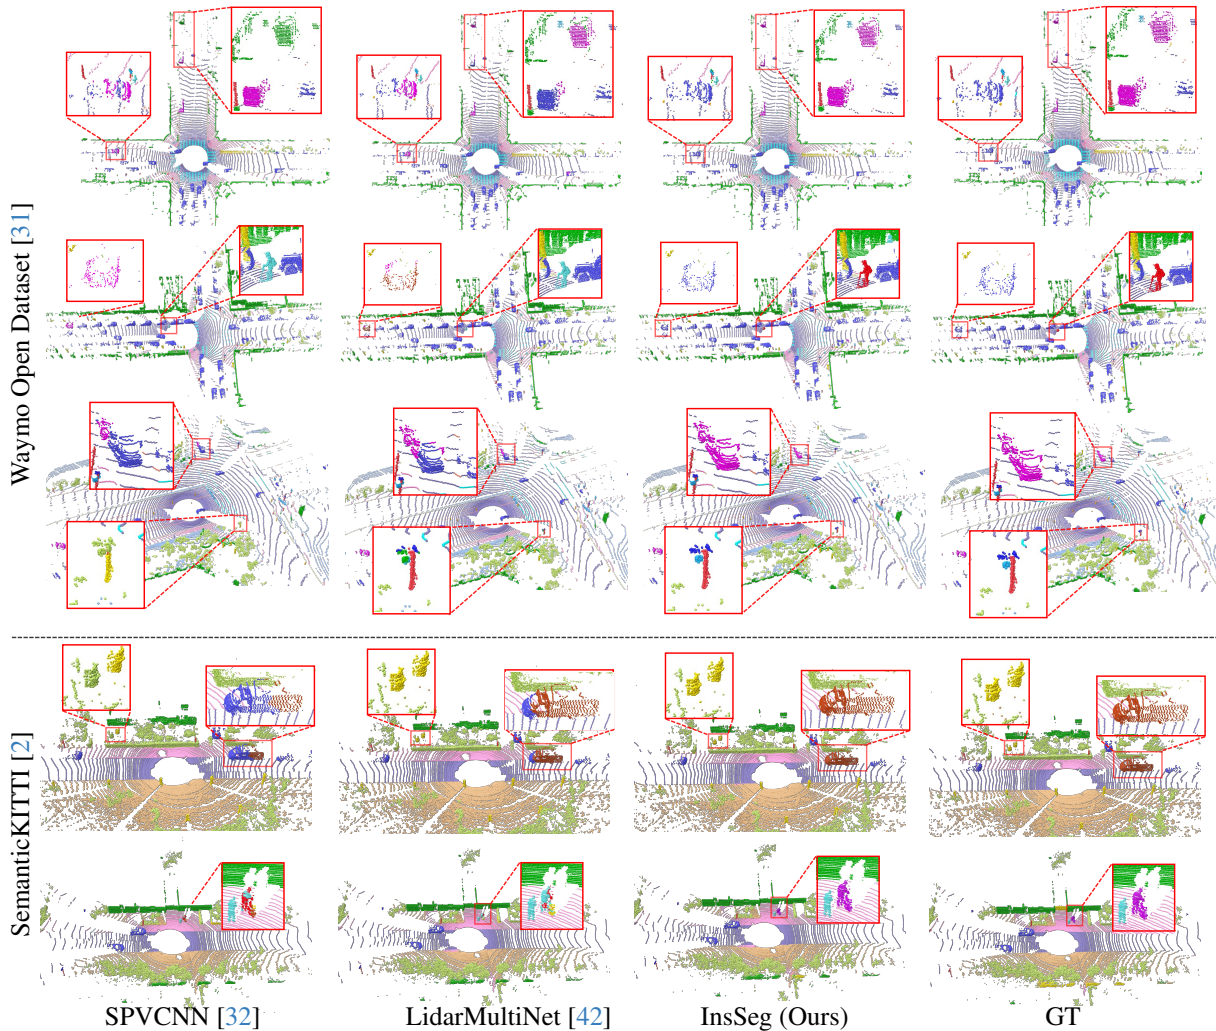 Waymo Open Dataset [31]
SemanticKITTI [2]
SPVCNN [32]
LidarMultiNet [42]
InsSeg (Ours)
GT